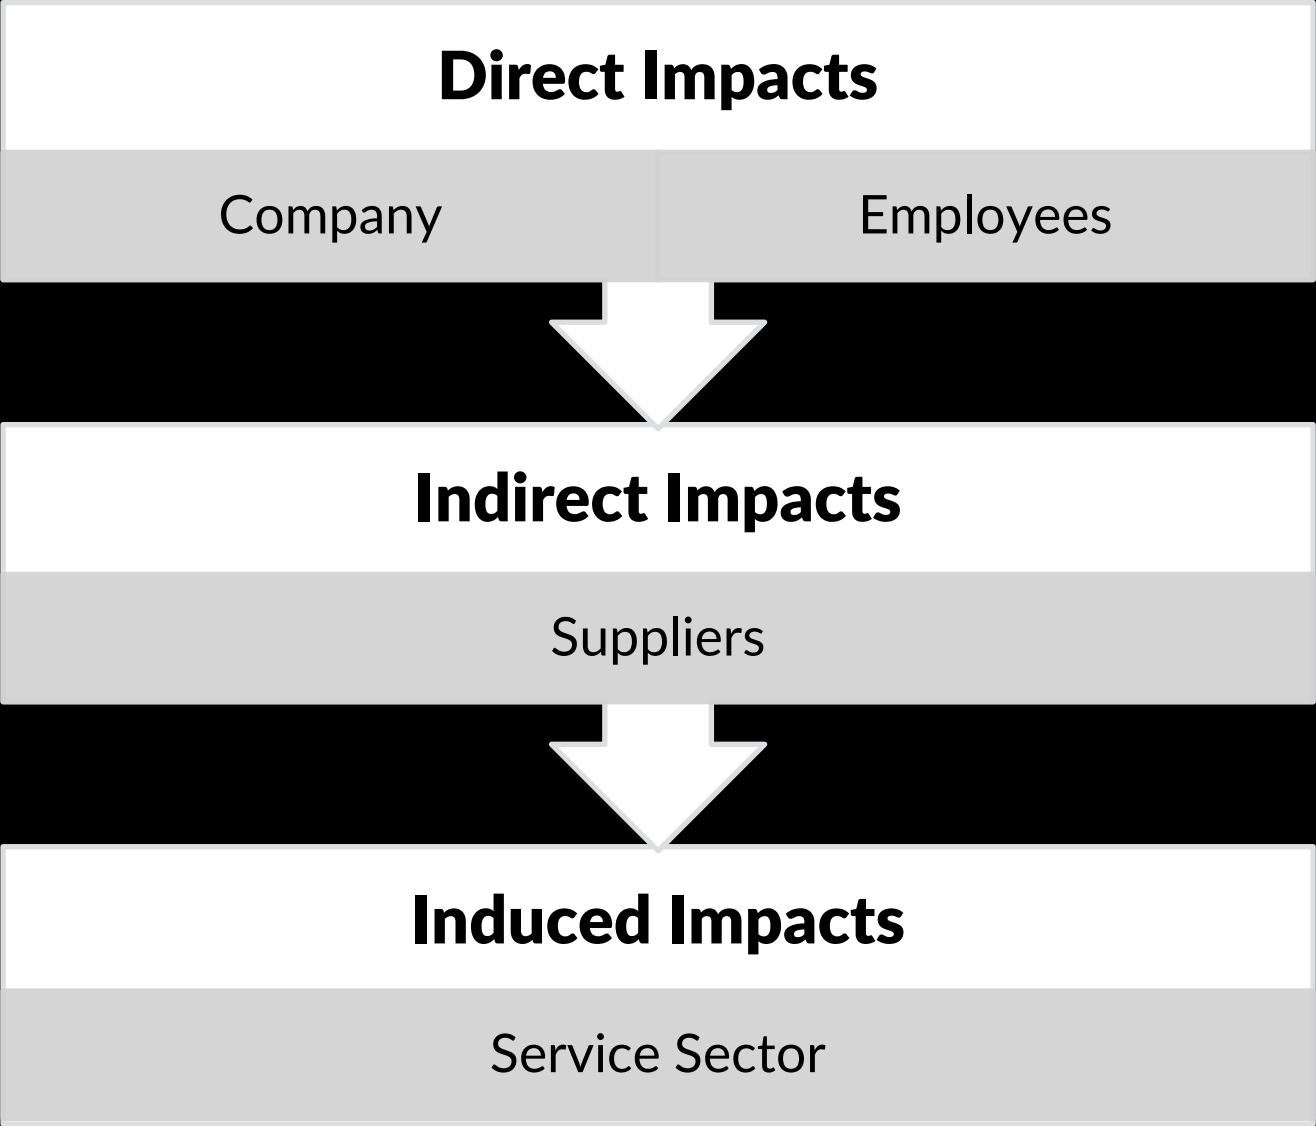 Direct Impacts
Company
Employees
Indirect Impacts
Suppliers
Induced Impacts
Service Sector